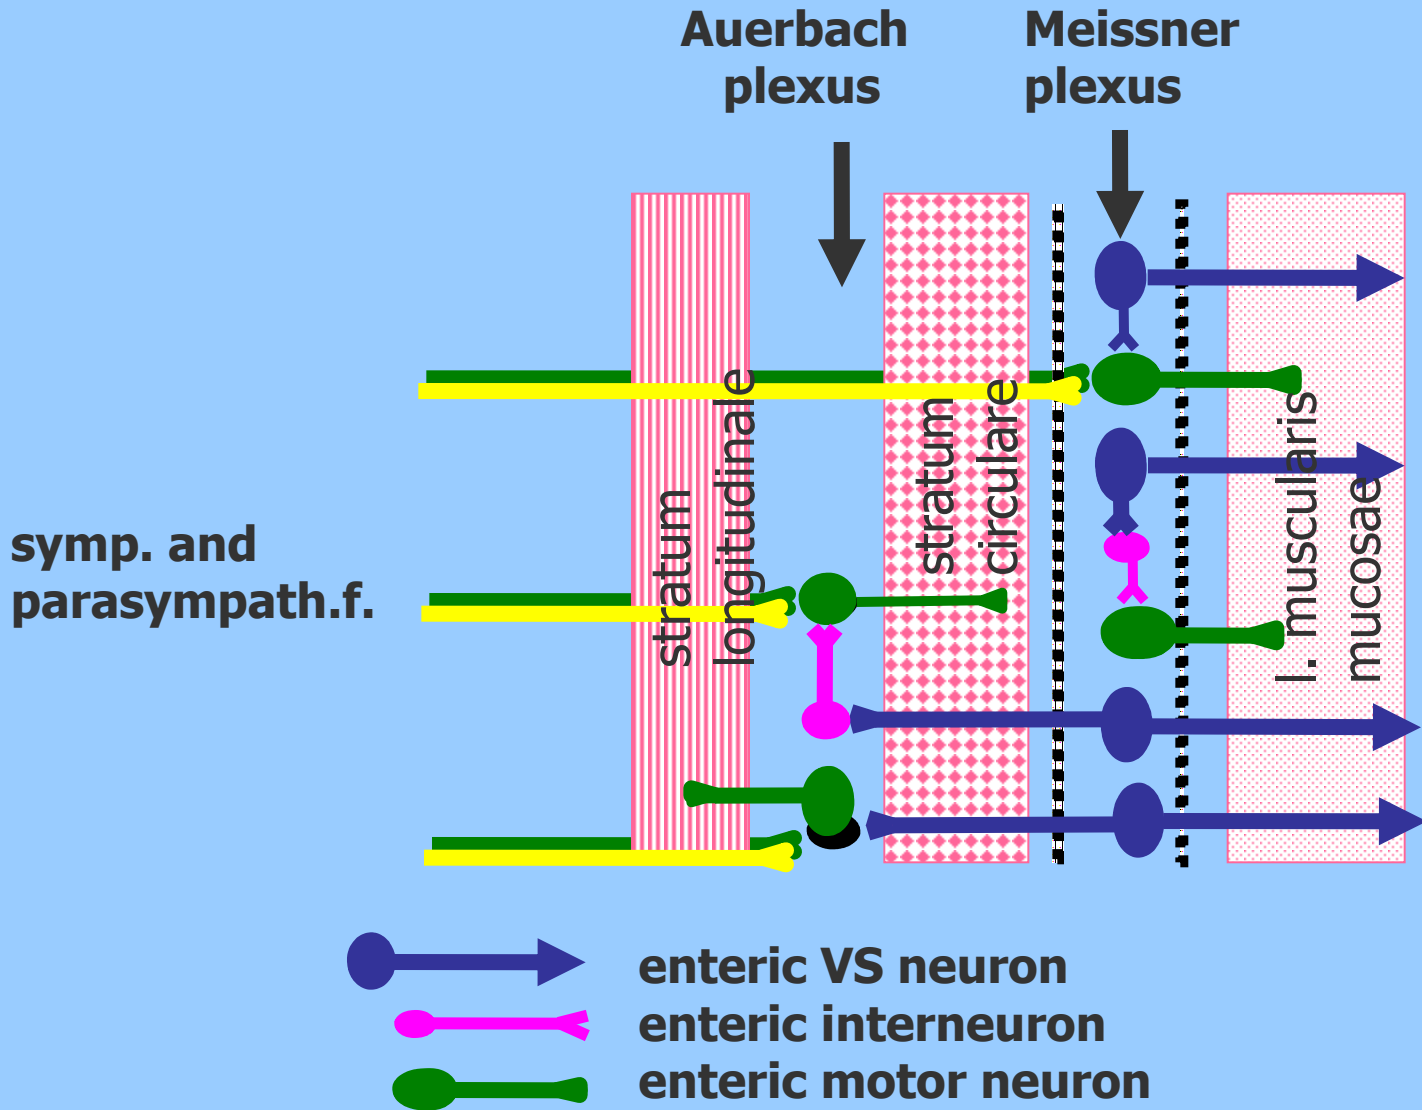 Auerbach
plexus
Meissner
plexus
symp. and
parasympath.f.
stratum
longitudinale
stratum
circulare
l. muscularis
mucosae
enteric VS neuron
enteric interneuron
enteric motor neuron